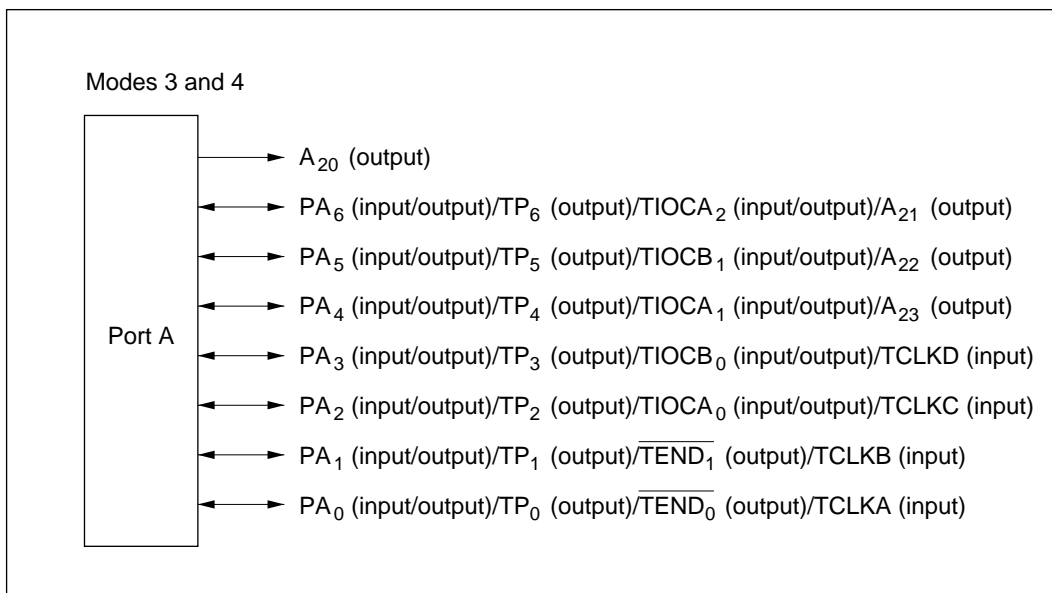 Modes 3 and 4
Port A
A₂₀ (output)
PA₆ (input/output)/TP₆ (output)/TIOCA₂ (input/output)/A₂₁ (output)
PA₅ (input/output)/TP₅ (output)/TIOCB₁ (input/output)/A₂₂ (output)
PA₄ (input/output)/TP₄ (output)/TIOCA₁ (input/output)/A₂₃ (output)
PA₃ (input/output)/TP₃ (output)/TIOCB₀ (input/output)/TCLKD (input)
PA₂ (input/output)/TP₂ (output)/TIOCA₀ (input/output)/TCLKC (input)
PA₁ (input/output)/TP₁ (output)/T̅E̅N̅D̅₁̅ (output)/TCLKB (input)
PA₀ (input/output)/TP₀ (output)/T̅E̅N̅D̅₀̅ (output)/TCLKA (input)